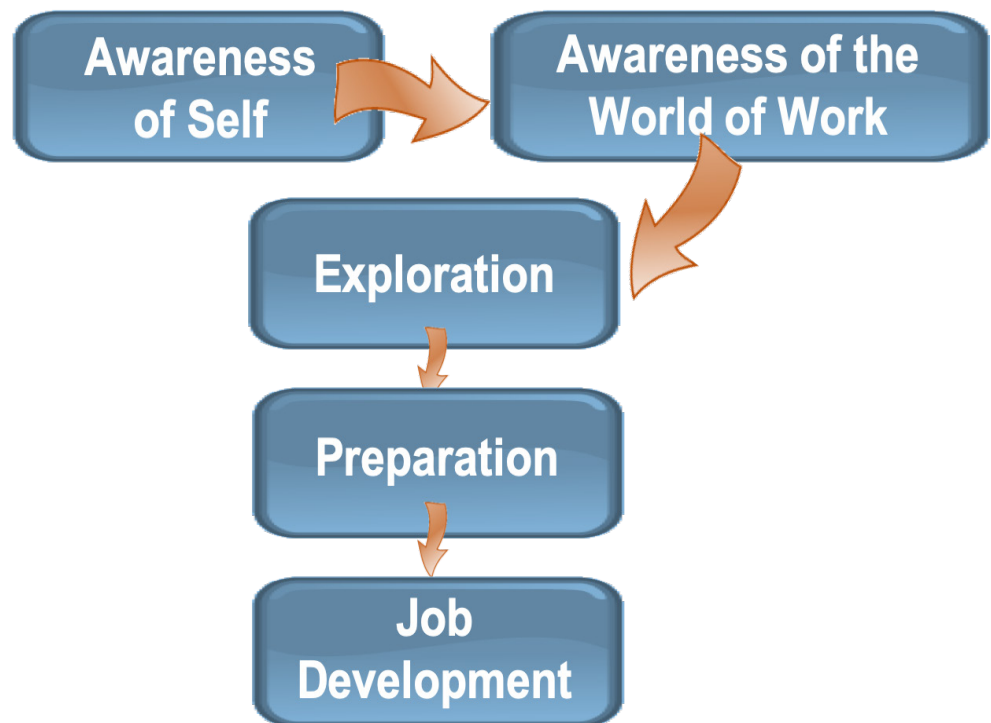 Awareness
of Self
Awareness of the
World of Work
Exploration
Preparation
Job
Development